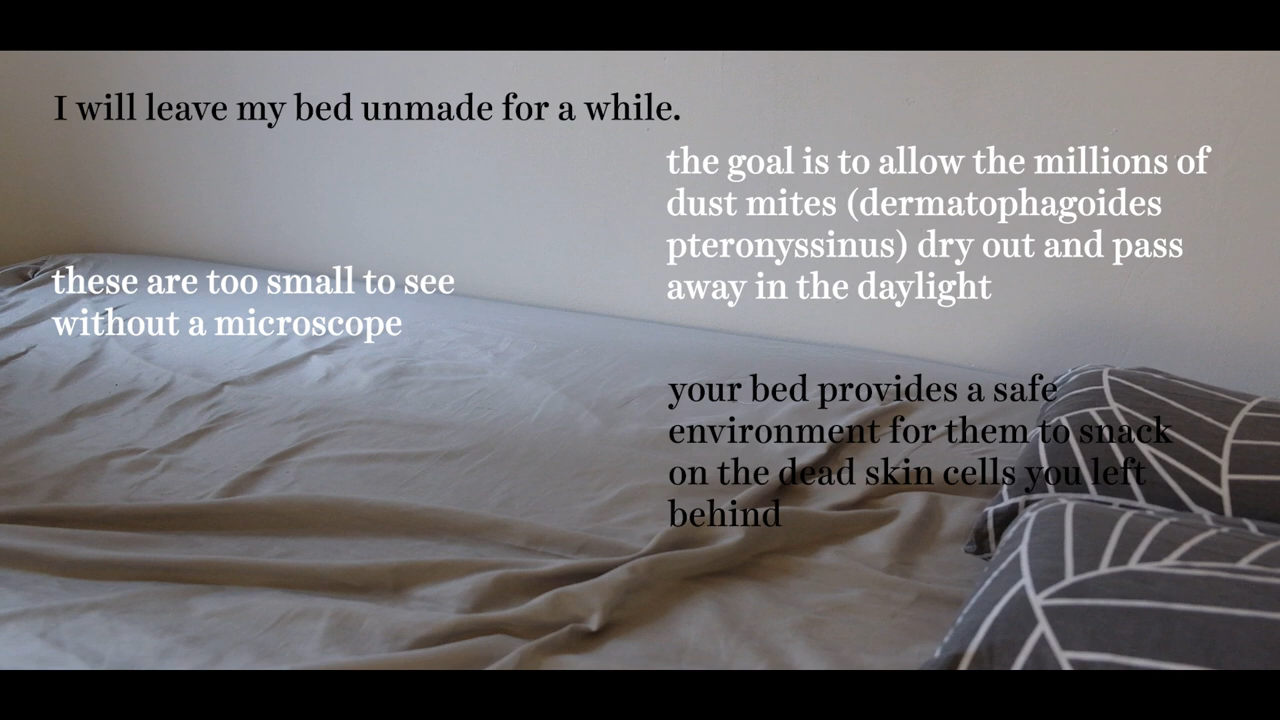 I will leave my bed unmade for a while.
the goal is to allow the millions of
dust mites (dermatophagoides
pteronyssinus) dry out and pass
away in the daylight
these are too small to see
without a microscope
your bed provides a safe
environment for them to snack
on the dead skin cells you left
behind